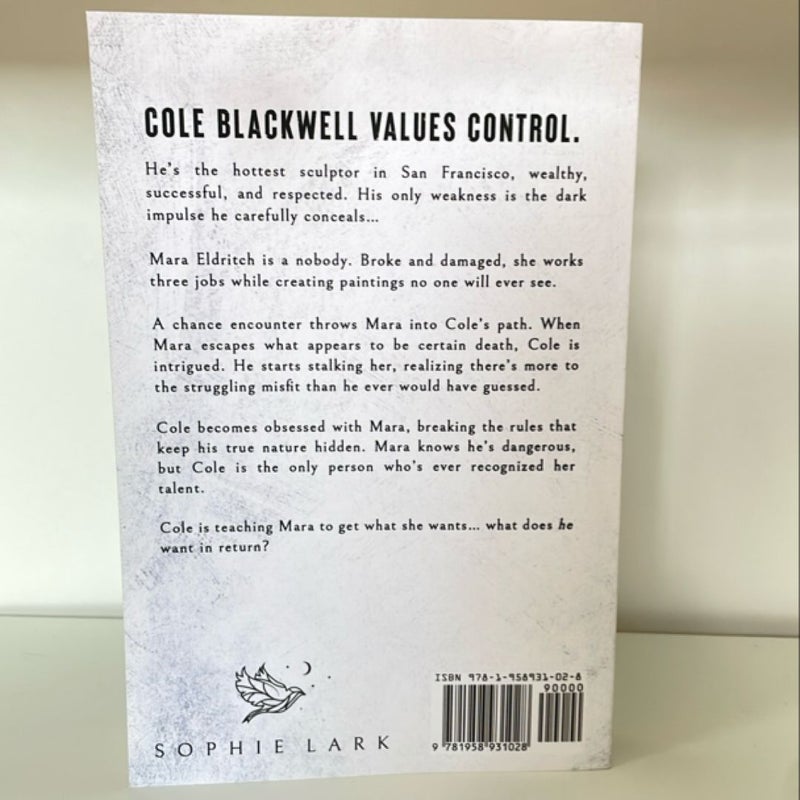 COLE BLACKWELL VALUES CONTROL.
He's the hottest sculptor in San Francisco, wealthy,
successful, and respected. His only weakness is the dark
impulse he carefully conceals...
Mara Eldritch is a nobody. Broke and damaged, she works
three jobs while creating paintings no one will ever see.
A chance encounter throws Mara into Cole's path. When
Mara escapes what appears to be certain death, Cole is
intrigued. He starts stalking her, realizing there's more to
the struggling misfit than he ever would have guessed.
Cole becomes obsessed with Mara, breaking the rules that
keep his true nature hidden. Mara knows he's dangerous,
but Cole is the only person who's ever recognized her
talent.
Cole is teaching Mara to get what she wants... what does he
want in return?
SOPHIE LARK
ISBN 978-1-958931-02-8
90000
9 781958 931028